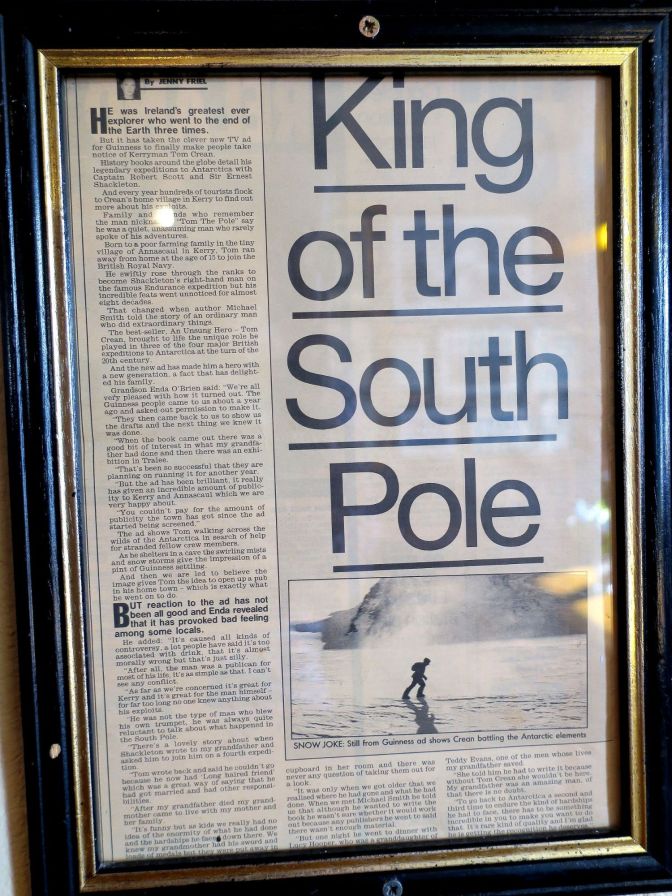 By JENNY FRIEL
HE was Ireland's greatest ever
explorer who went to the end of
the Earth three times.
But it has taken the clever new TV ad
for Guinness to finally make people take
notice of Kerryman Tom Crean.
History books around the globe detail his
legendary expeditions to Antarctica with
Captain Robert Scott and Sir Ernest
Shackleton.
And every year hundreds of tourists flock
to Crean's home village in Kerry to find out
more about his exploits.
Family and who remember
the man "Tom The Pole" say
he was a quiet, unassuming man who rarely
spoke of his adventures.
Born to a poor farming family in the tiny
village of Annascaul in Kerry, Tom ran
away from home at the age of 15 to join the
British Royal Navy.
He swiftly rose through the ranks to
become Shackleton's right-hand man on
the famous Endurance expedition but his
incredible feats went unnoticed for almost
eight decades.
That changed when author Michael
Smith told the story of an ordinary man
who did extraordinary things.
The best-seller, An Unsung Hero – Tom
Crean, brought to life the unique role he
played in three of the four major British
expeditions to Antarctica at the turn of the
20th century.
And the new ad has made him a hero with
a new generation, a fact that has delight-
ed his family.
Grandson Enda O'Brien said: "We're all
very pleased with how it turned out. The
Guinness people came to us about a year
ago and asked out permission to make it.
"They then came back to us to show us
the drafts and the next thing we knew it
was done.
"When the book came out there was a
good bit of interest in what my grandfa-
ther had done and then there was an exhi-
bition in Tralee.
"That's been so successful that they are
planning on running it for another year.
"But the ad has been brilliant, it really
has given an incredible amount of public-
ity to Kerry and Annascaul which we are
very happy about.
"You couldn't pay for the amount of
publicity the town has got since the ad
started being screened."
The ad shows Tom walking across the
wilds of the Antarctica in search of help
for stranded fellow crew members.
As he shelters in a cave the swirling mists
and snow storms give the impression of a
pint of Guinness settling.
And then we are led to believe the
image gives Tom the idea to open up a pub
in his home town – which is exactly what
he went on to do.
BUT reaction to the ad has not
been all good and Enda revealed
that it has provoked bad feeling
among some locals.
He added: "It's caused all kinds of
controversy, a lot people have said it's too
associated with drink, that it's almost
morally wrong but that's just silly.
"After all, the man was a publican for
most of his life, it's as simple as that. I can't
see any conflict.
"As far as we're concerned it's great for
Kerry and it's great for the man himself –
for far too long no one knew anything about
his exploits.
"He was not the type of man who blew
his own trumpet, he was always quite
reluctant to talk about what happened in
the South Pole.
"There's a lovely story about when
Shackleton wrote to my grandfather and
asked him to join him on a fourth expedi-
tion.
"Tom wrote back and said he couldn't go
because he now had 'Long haired friend'
which was a great way of saying that he
had got married and had other responsi-
bilities.
"After my grandfather died my grand-
mother came to live with my mother and
her family.
"It's funny but as kids we really had no
idea of the enormity of what he had done
and the hardships he faced down there. We
knew my grandmother had his sword and
King
of the
South
Pole
SNOW JOKE: Still from Guinness ad shows Crean battling the Antarctic elements
cupboard in her room and there was
never any question of taking them out for
a look.
"It was only when we got older that we
realised where he had gone and what he had
done. When we met Michael Smith he told
us that although he wanted to write the
book he wasn't sure whether it would work
out because any publishers he went said
there wasn't enough material.
"But one night he went to dinner with
Lucy Hooper, who was a granddaughter of
Teddy Evans, one of the men whose lives
my grandfather saved.
"She told him he had to write it because
without Tom Crean she wouldn't be here.
My grandfather was an amazing man, of
that there is no doubt.
"To go back to Antarctica a second and
third time to endure the kind of hardships
he had to face, there has to be something
incredible in you to make you want to do
that. It's rare kind of quality and I'm glad